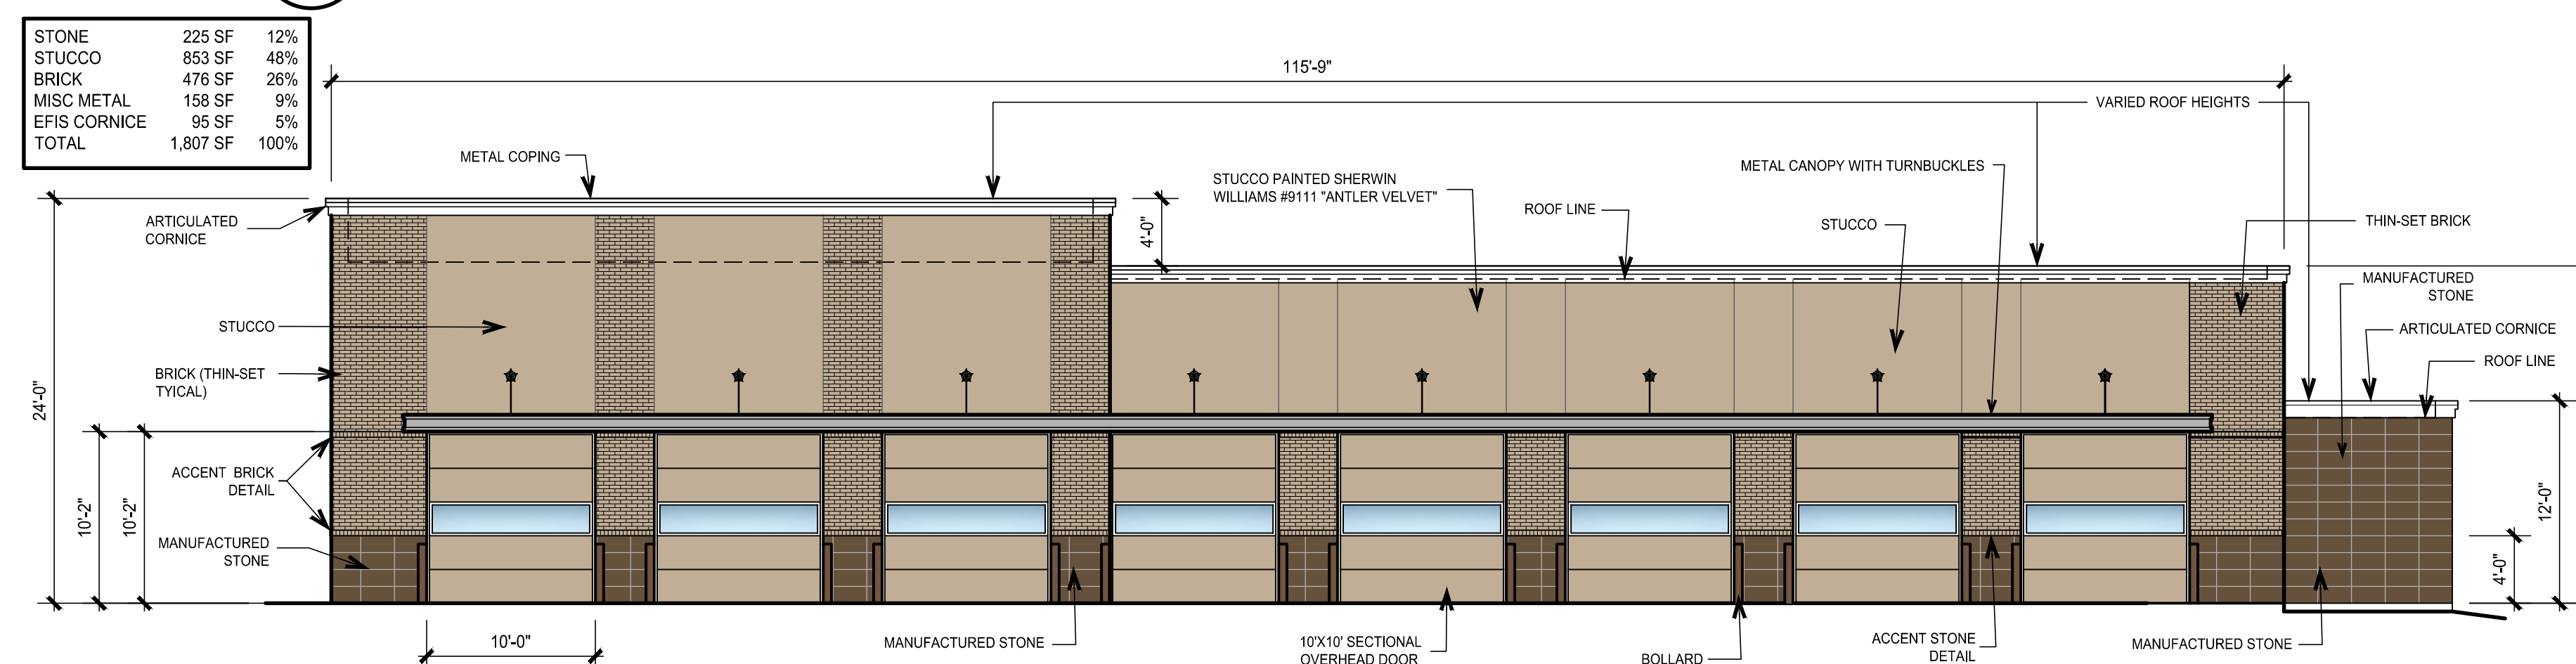 STONE 225 SF 12%
STUCCO 853 SF 48%
BRICK 476 SF 26%
MISC METAL 158 SF 9%
EFIS CORNICE 95 SF 5%
TOTAL 1,807 SF 100%
115'-9"
VARIED ROOF HEIGHTS
METAL COPING
STUCCO PAINTED SHERWIN
WILLIAMS #9111 "ANTLER VELVET"
METAL CANOPY WITH TURNBUCKLES
ROOF LINE
STUCCO
THIN-SET BRICK
ARTICULATED
CORNICE
4'-0"
MANUFACTURED
STONE
STUCCO
ARTICULATED CORNICE
ROOF LINE
BRICK (THIN-SET
TYICAL)
24'-0"
ACCENT BRICK
DETAIL
10'-2"
10'-2"
12'-0"
MANUFACTURED
STONE
4'-0"
10'-0"
MANUFACTURED STONE
10'X10' SECTIONAL
OVERHEAD DOOR
BOLLARD
ACCENT STONE
DETAIL
MANUFACTURED STONE